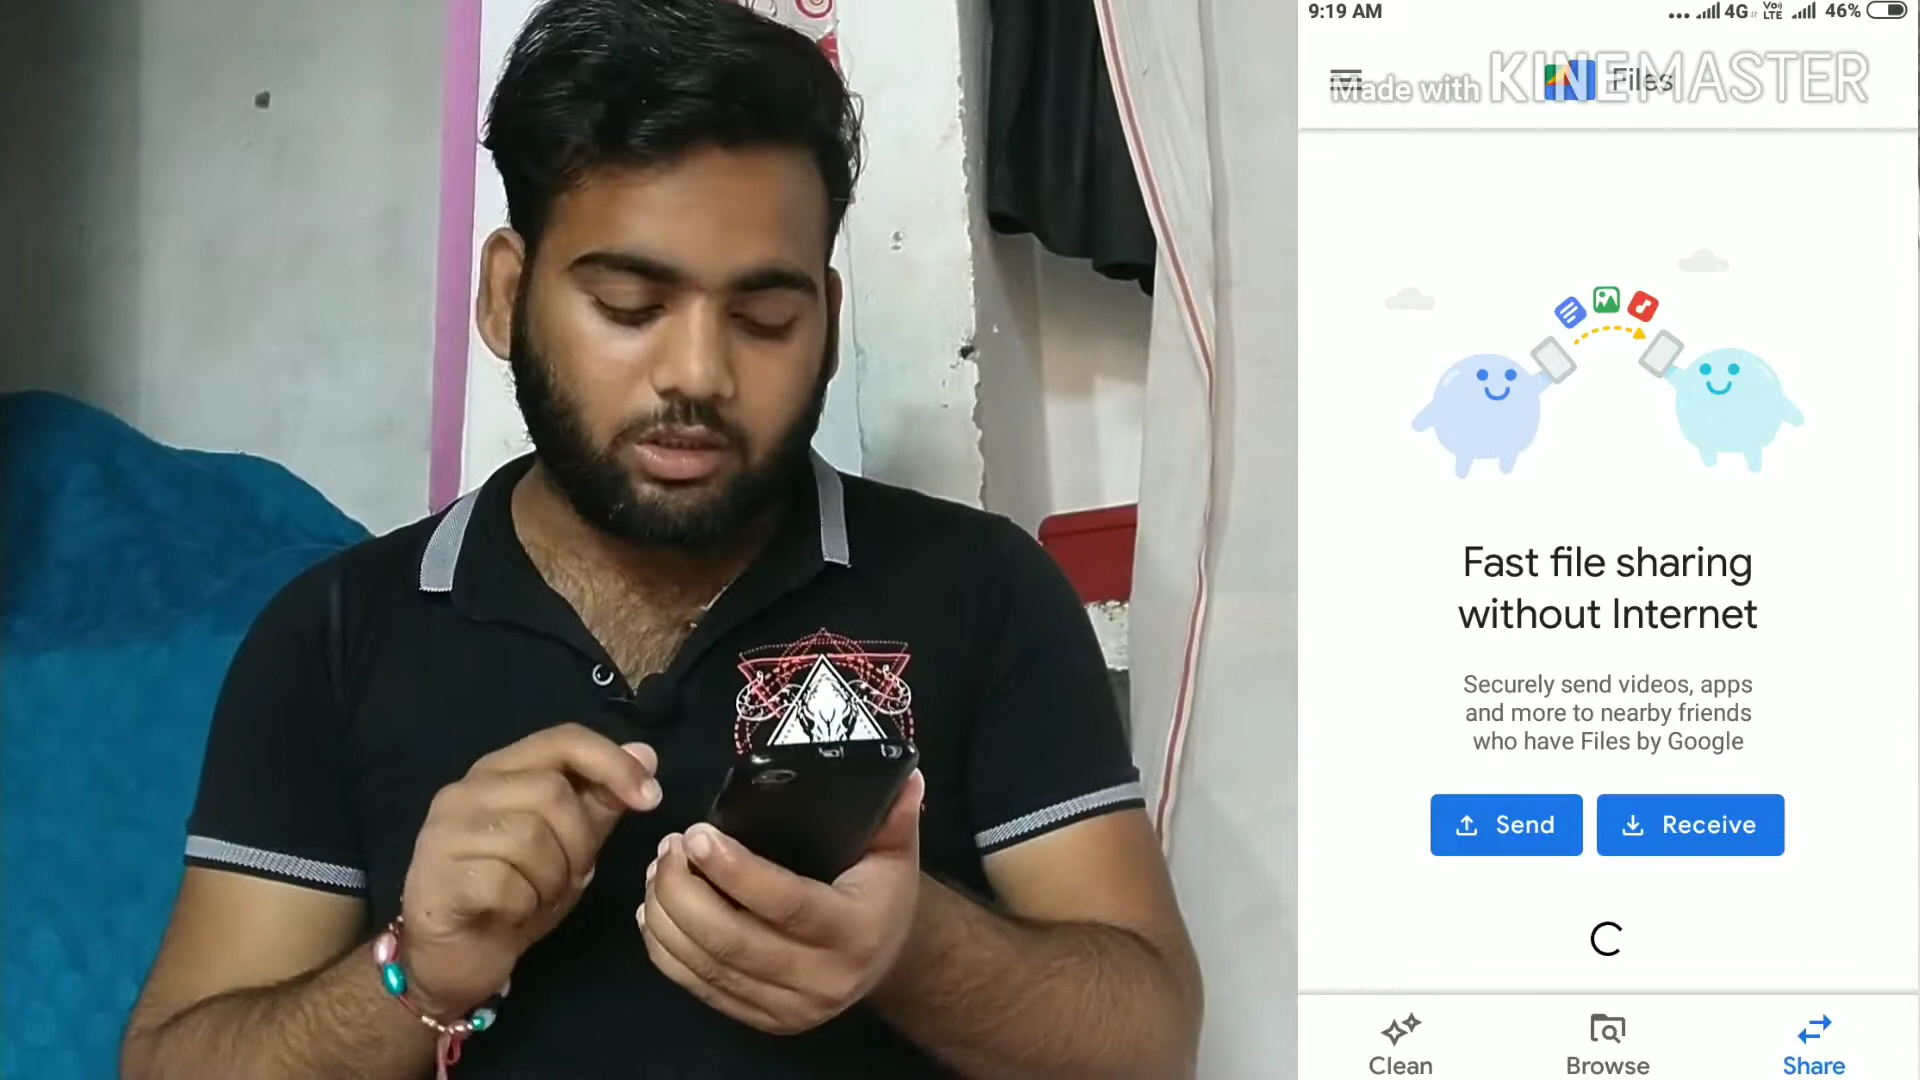 9:19 AM
4G VoLTE 46%
Made with KINEMASTER
Files
Fast file sharing
without Internet
Securely send videos, apps
and more to nearby friends
who have Files by Google
Send Receive
Clean Browse Share